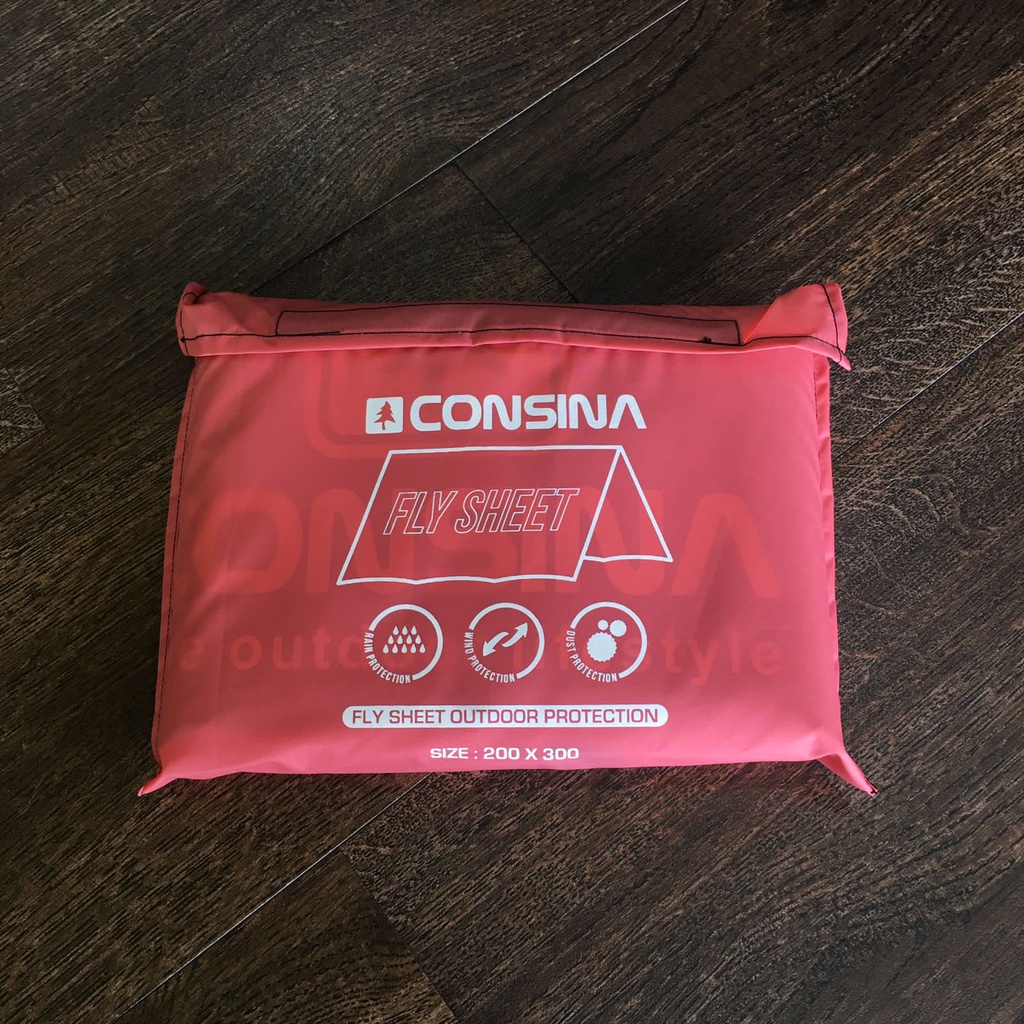 CONSINA
FLY SHEET
RAIN PROTECTION
WIND PROTECTION
DUST PROTECTION
FLY SHEET OUTDOOR PROTECTION
SIZE : 200 X 300